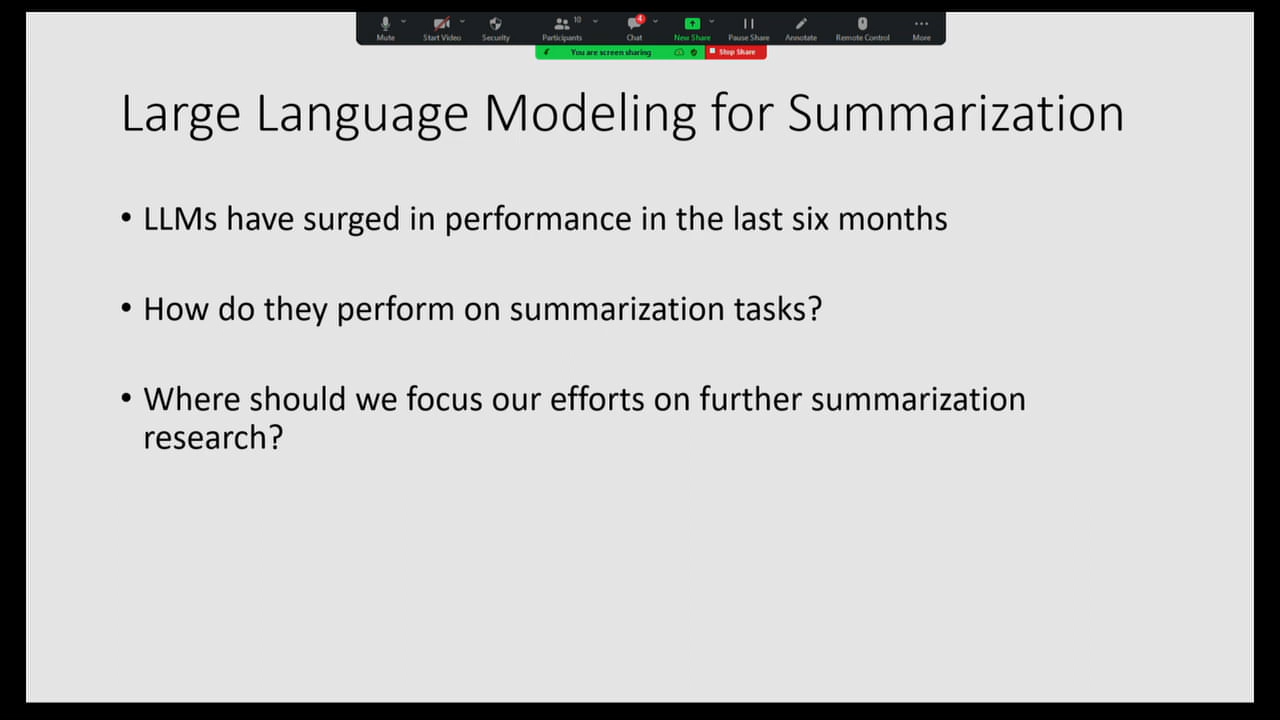 Mute
Start Video
Security
10
Participants
4
Chat
New Share
Pause Share
Annotate
Remote Control
More
You are screen sharing
Stop Share
Large Language Modeling for Summarization
• LLMs have surged in performance in the last six months
• How do they perform on summarization tasks?
• Where should we focus our efforts on further summarization
research?